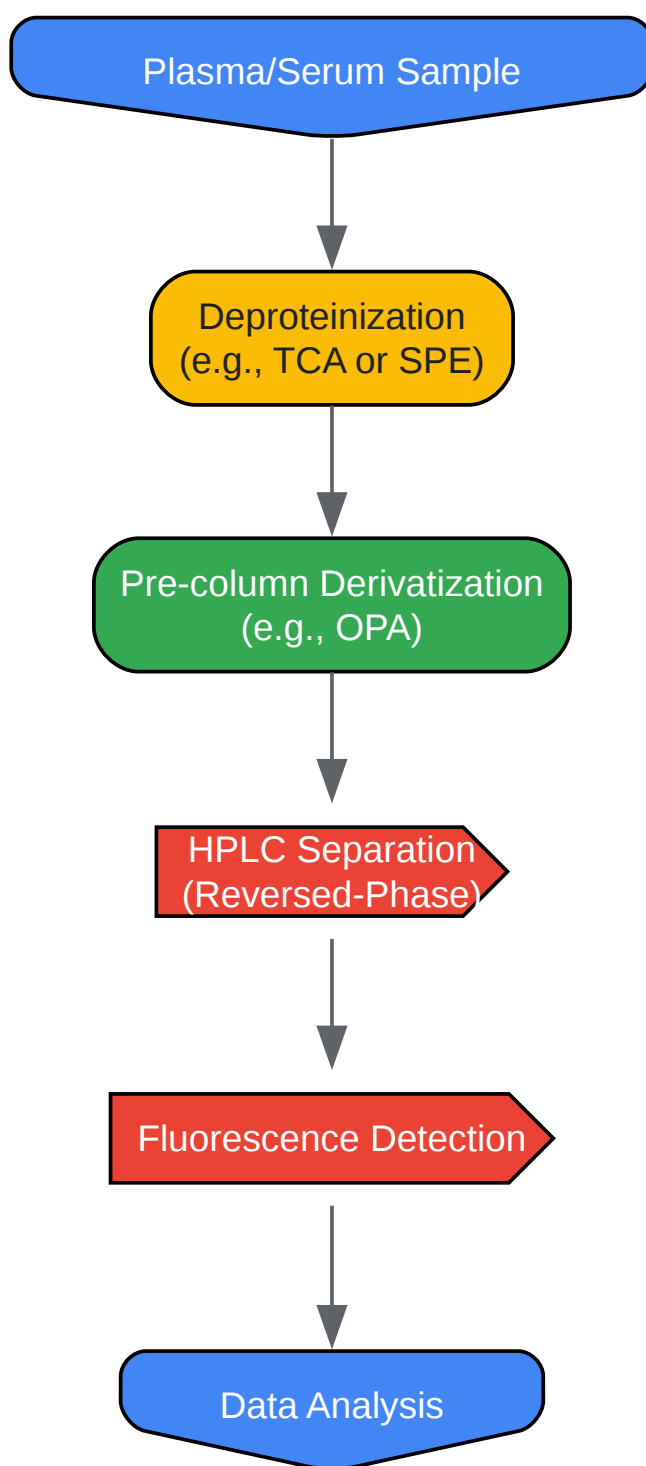 Plasma/Serum Sample
Deproteinization
(e.g., TCA or SPE)
Pre-column Derivatization
(e.g., OPA)
HPLC Separation
(Reversed-Phase)
Fluorescence Detection
Data Analysis